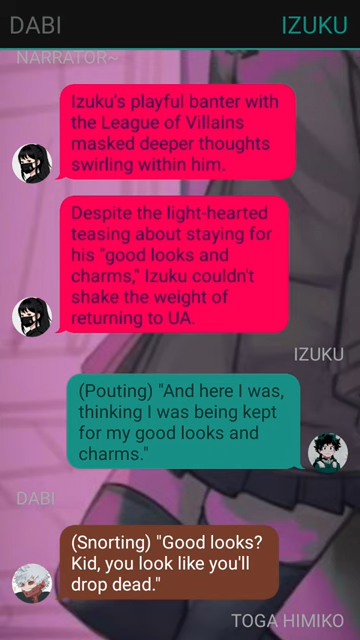 DABI
IZUKU
NARRATOR~
Izuku's playful banter with
the League of Villains
masked deeper thoughts
swirling within him.
Despite the light-hearted
teasing about staying for
his "good looks and
charms," Izuku couldn't
shake the weight of
returning to UA.
IZUKU
(Pouting) "And here I was,
thinking I was being kept
for my good looks and
charms."
DABI
(Snorting) "Good looks?
Kid, you look like you'll
drop dead."
TOGA HIMIKO